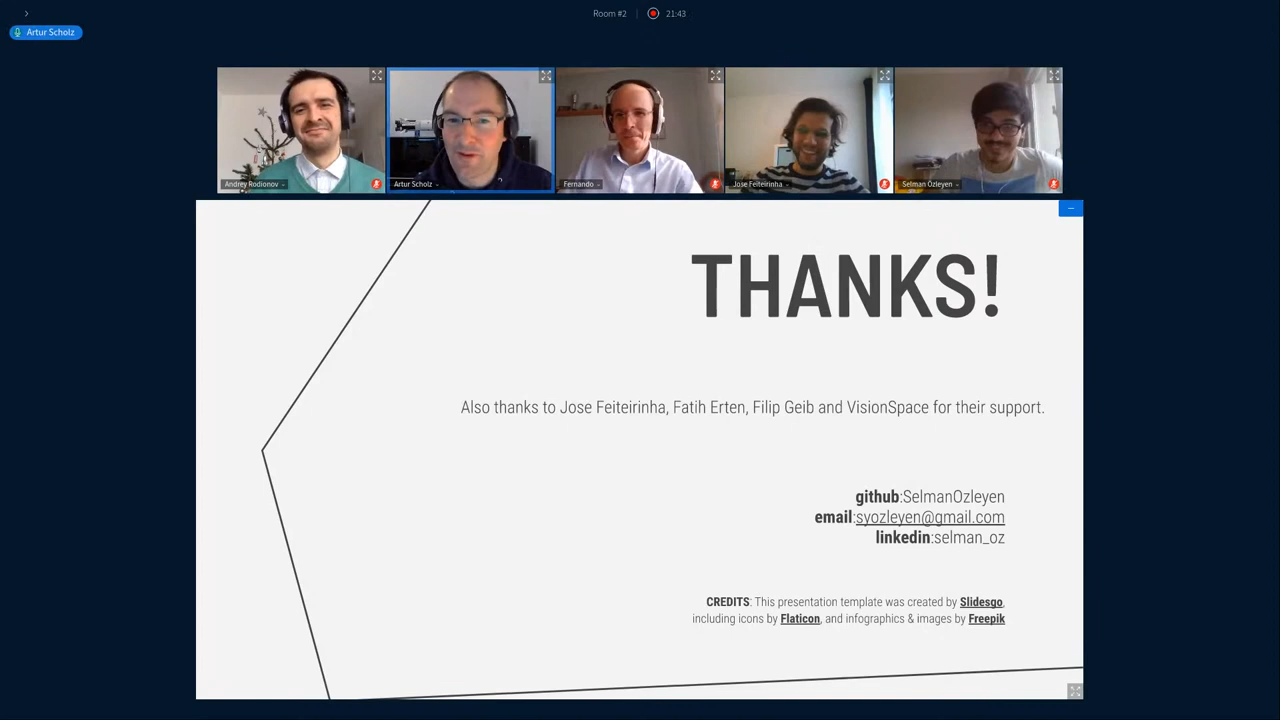 Room #2
21:43
Artur Scholz
Andrey Rodionov
Artur Scholz
Fernando
Jose Feiteirinha
Selman Özleyen
THANKS!
Also thanks to Jose Feiteirinha, Fatih Erten, Filip Geib and VisionSpace for their support.
github:SelmanOzleyen
email:syozleyen@gmail.com
linkedin:selman_oz
CREDITS: This presentation template was created by Slidesgo,
including icons by Flaticon, and infographics & images by Freepik